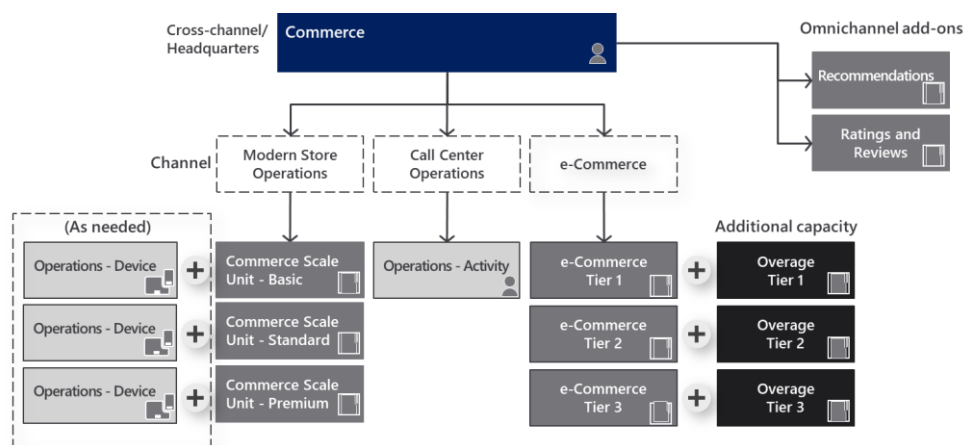 Cross-channel/
Headquarters
Commerce
Omnichannel add-ons
Recommendations
Ratings and
Reviews
Channel
Modern Store
Operations
Call Center
Operations
e-Commerce
(As needed)
Additional capacity
Operations - Device
Commerce Scale
Unit - Basic
Operations - Activity
e-Commerce
Tier 1
Overage
Tier 1
Operations - Device
Commerce Scale
Unit - Standard
e-Commerce
Tier 2
Overage
Tier 2
Operations - Device
Commerce Scale
Unit - Premium
e-Commerce
Tier 3
Overage
Tier 3